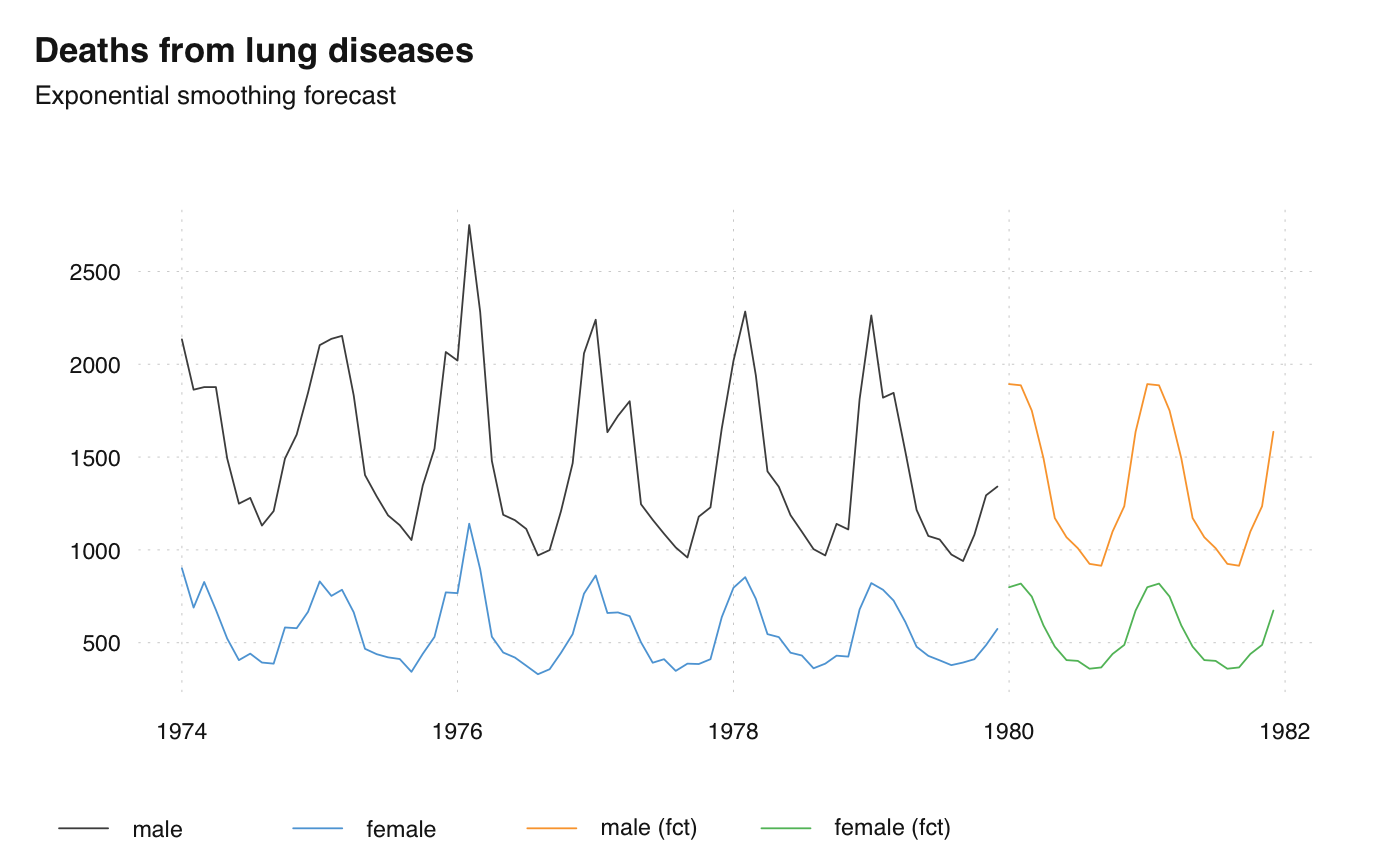 Deaths from lung diseases
Exponential smoothing forecast
2500
2000
1500
1000
500
1974 1976 1978 1980 1982
male female male (fct) female (fct)